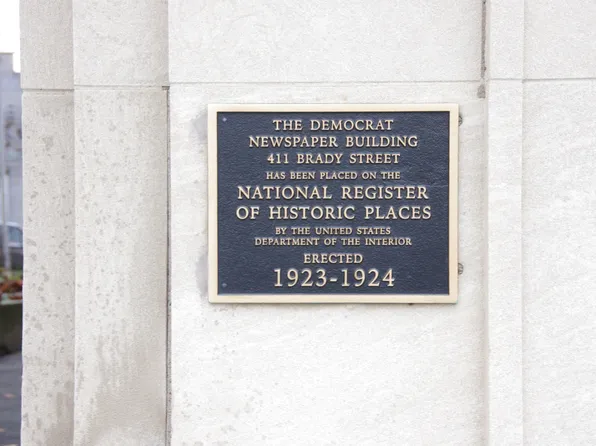 THE DEMOCRAT
NEWSPAPER BUILDING
411 BRADY STREET
HAS BEEN PLACED ON THE
NATIONAL REGISTER
OF HISTORIC PLACES
BY THE UNITED STATES
DEPARTMENT OF THE INTERIOR
ERECTED
1923-1924